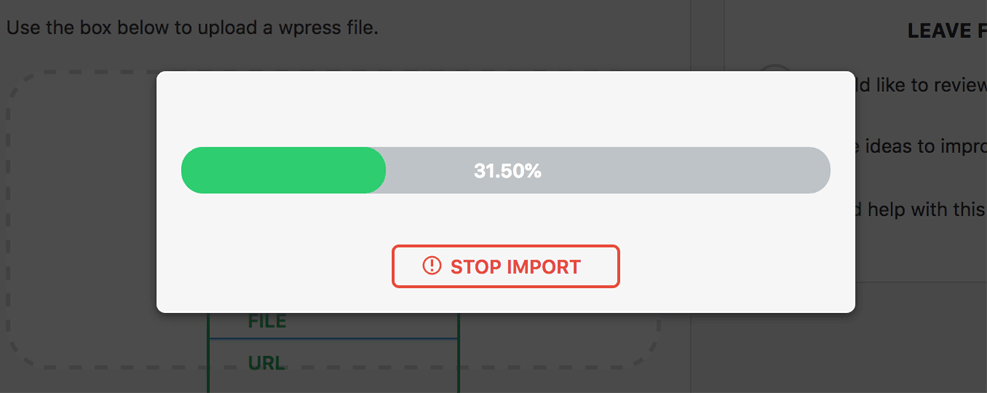 Use the box below to upload a wpress file.
LEAVE F
ld like to review
31.50%
e ideas to impro
d help with this
STOP IMPORT
FILE
URL